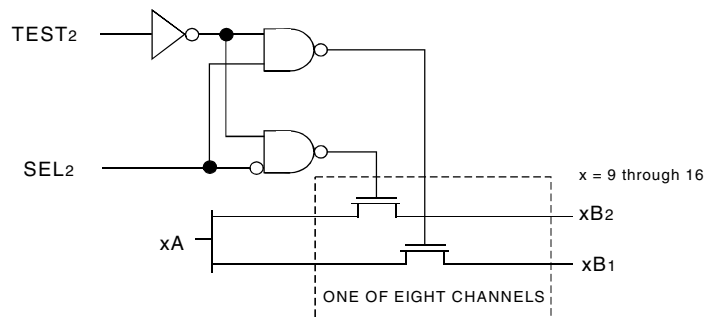 TEST2
SEL2
x = 9 through 16
xB2
xA
xB1
ONE OF EIGHT CHANNELS